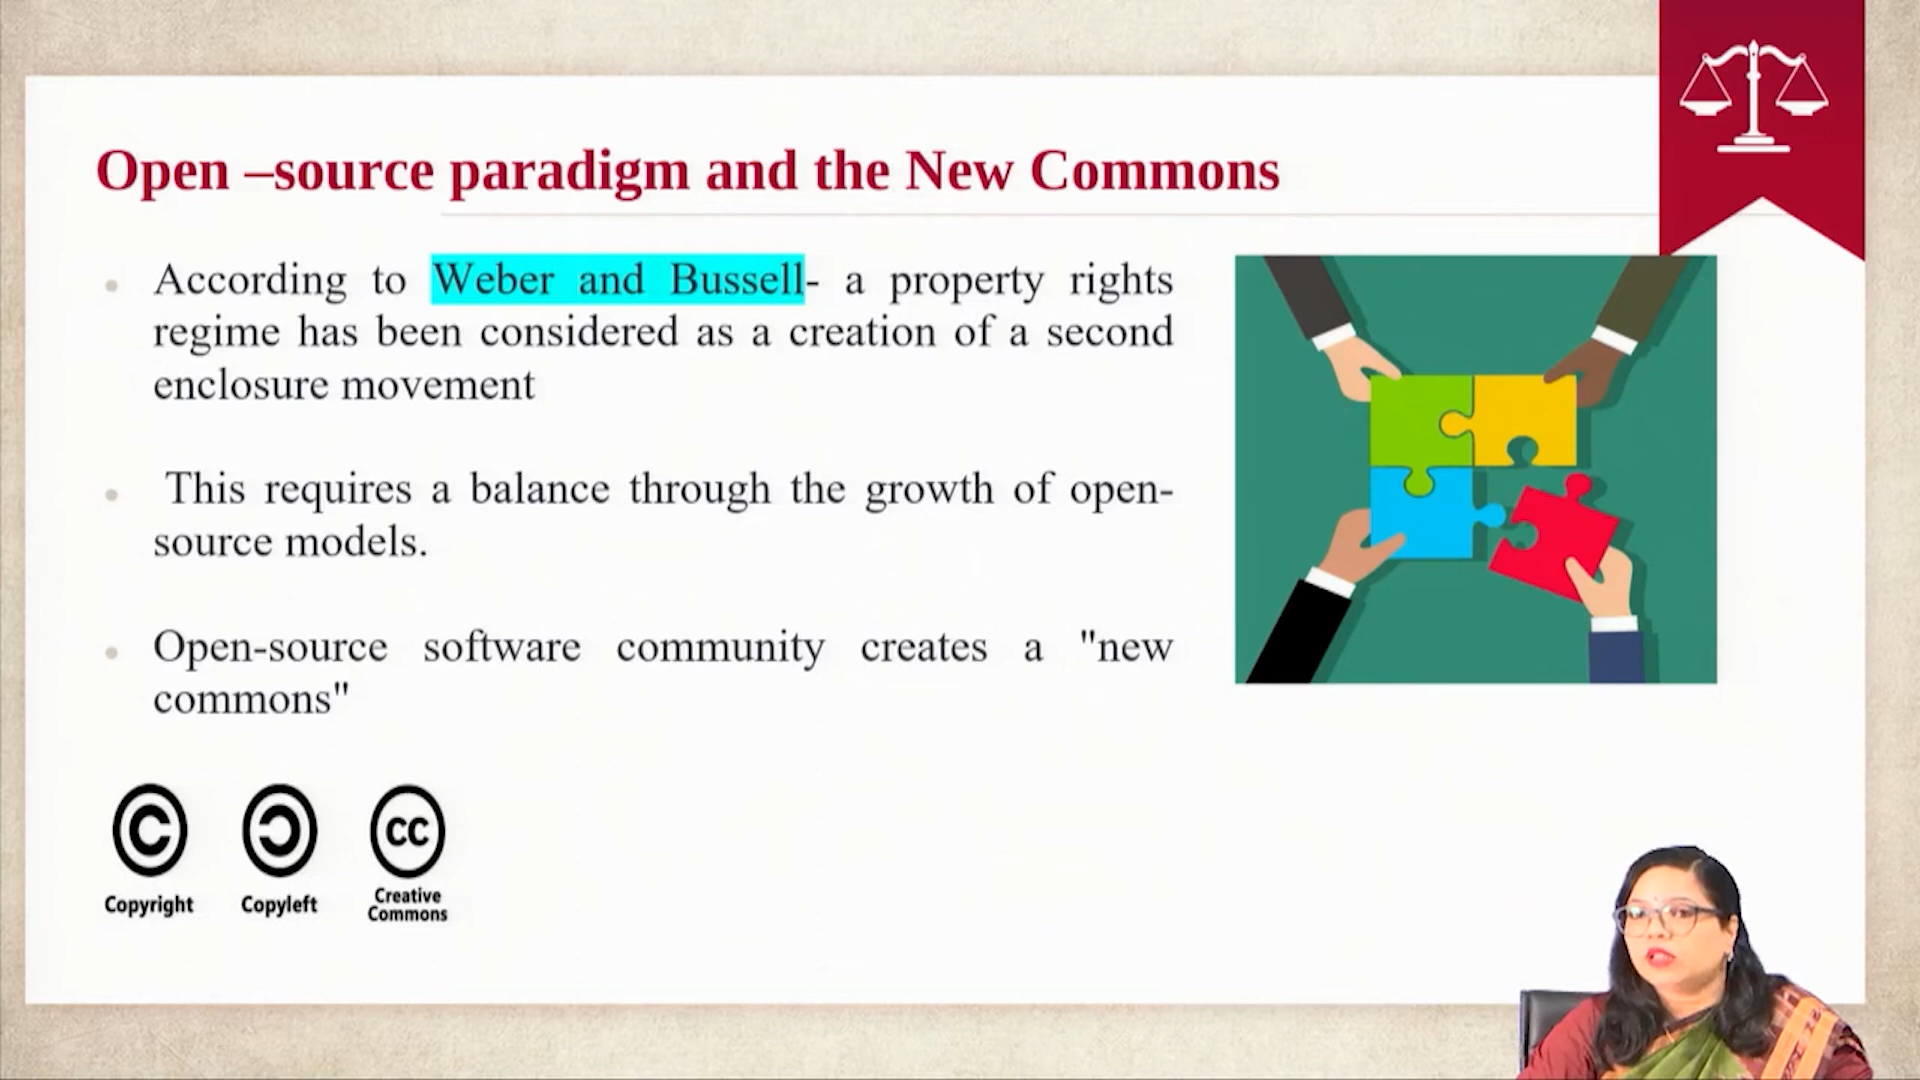 Open –source paradigm and the New Commons
According to Weber and Bussell- a property rights
regime has been considered as a creation of a second
enclosure movement
This requires a balance through the growth of open-
source models.
Open-source software community creates a "new
commons"
Copyright
Copyleft
CC
Creative
Commons